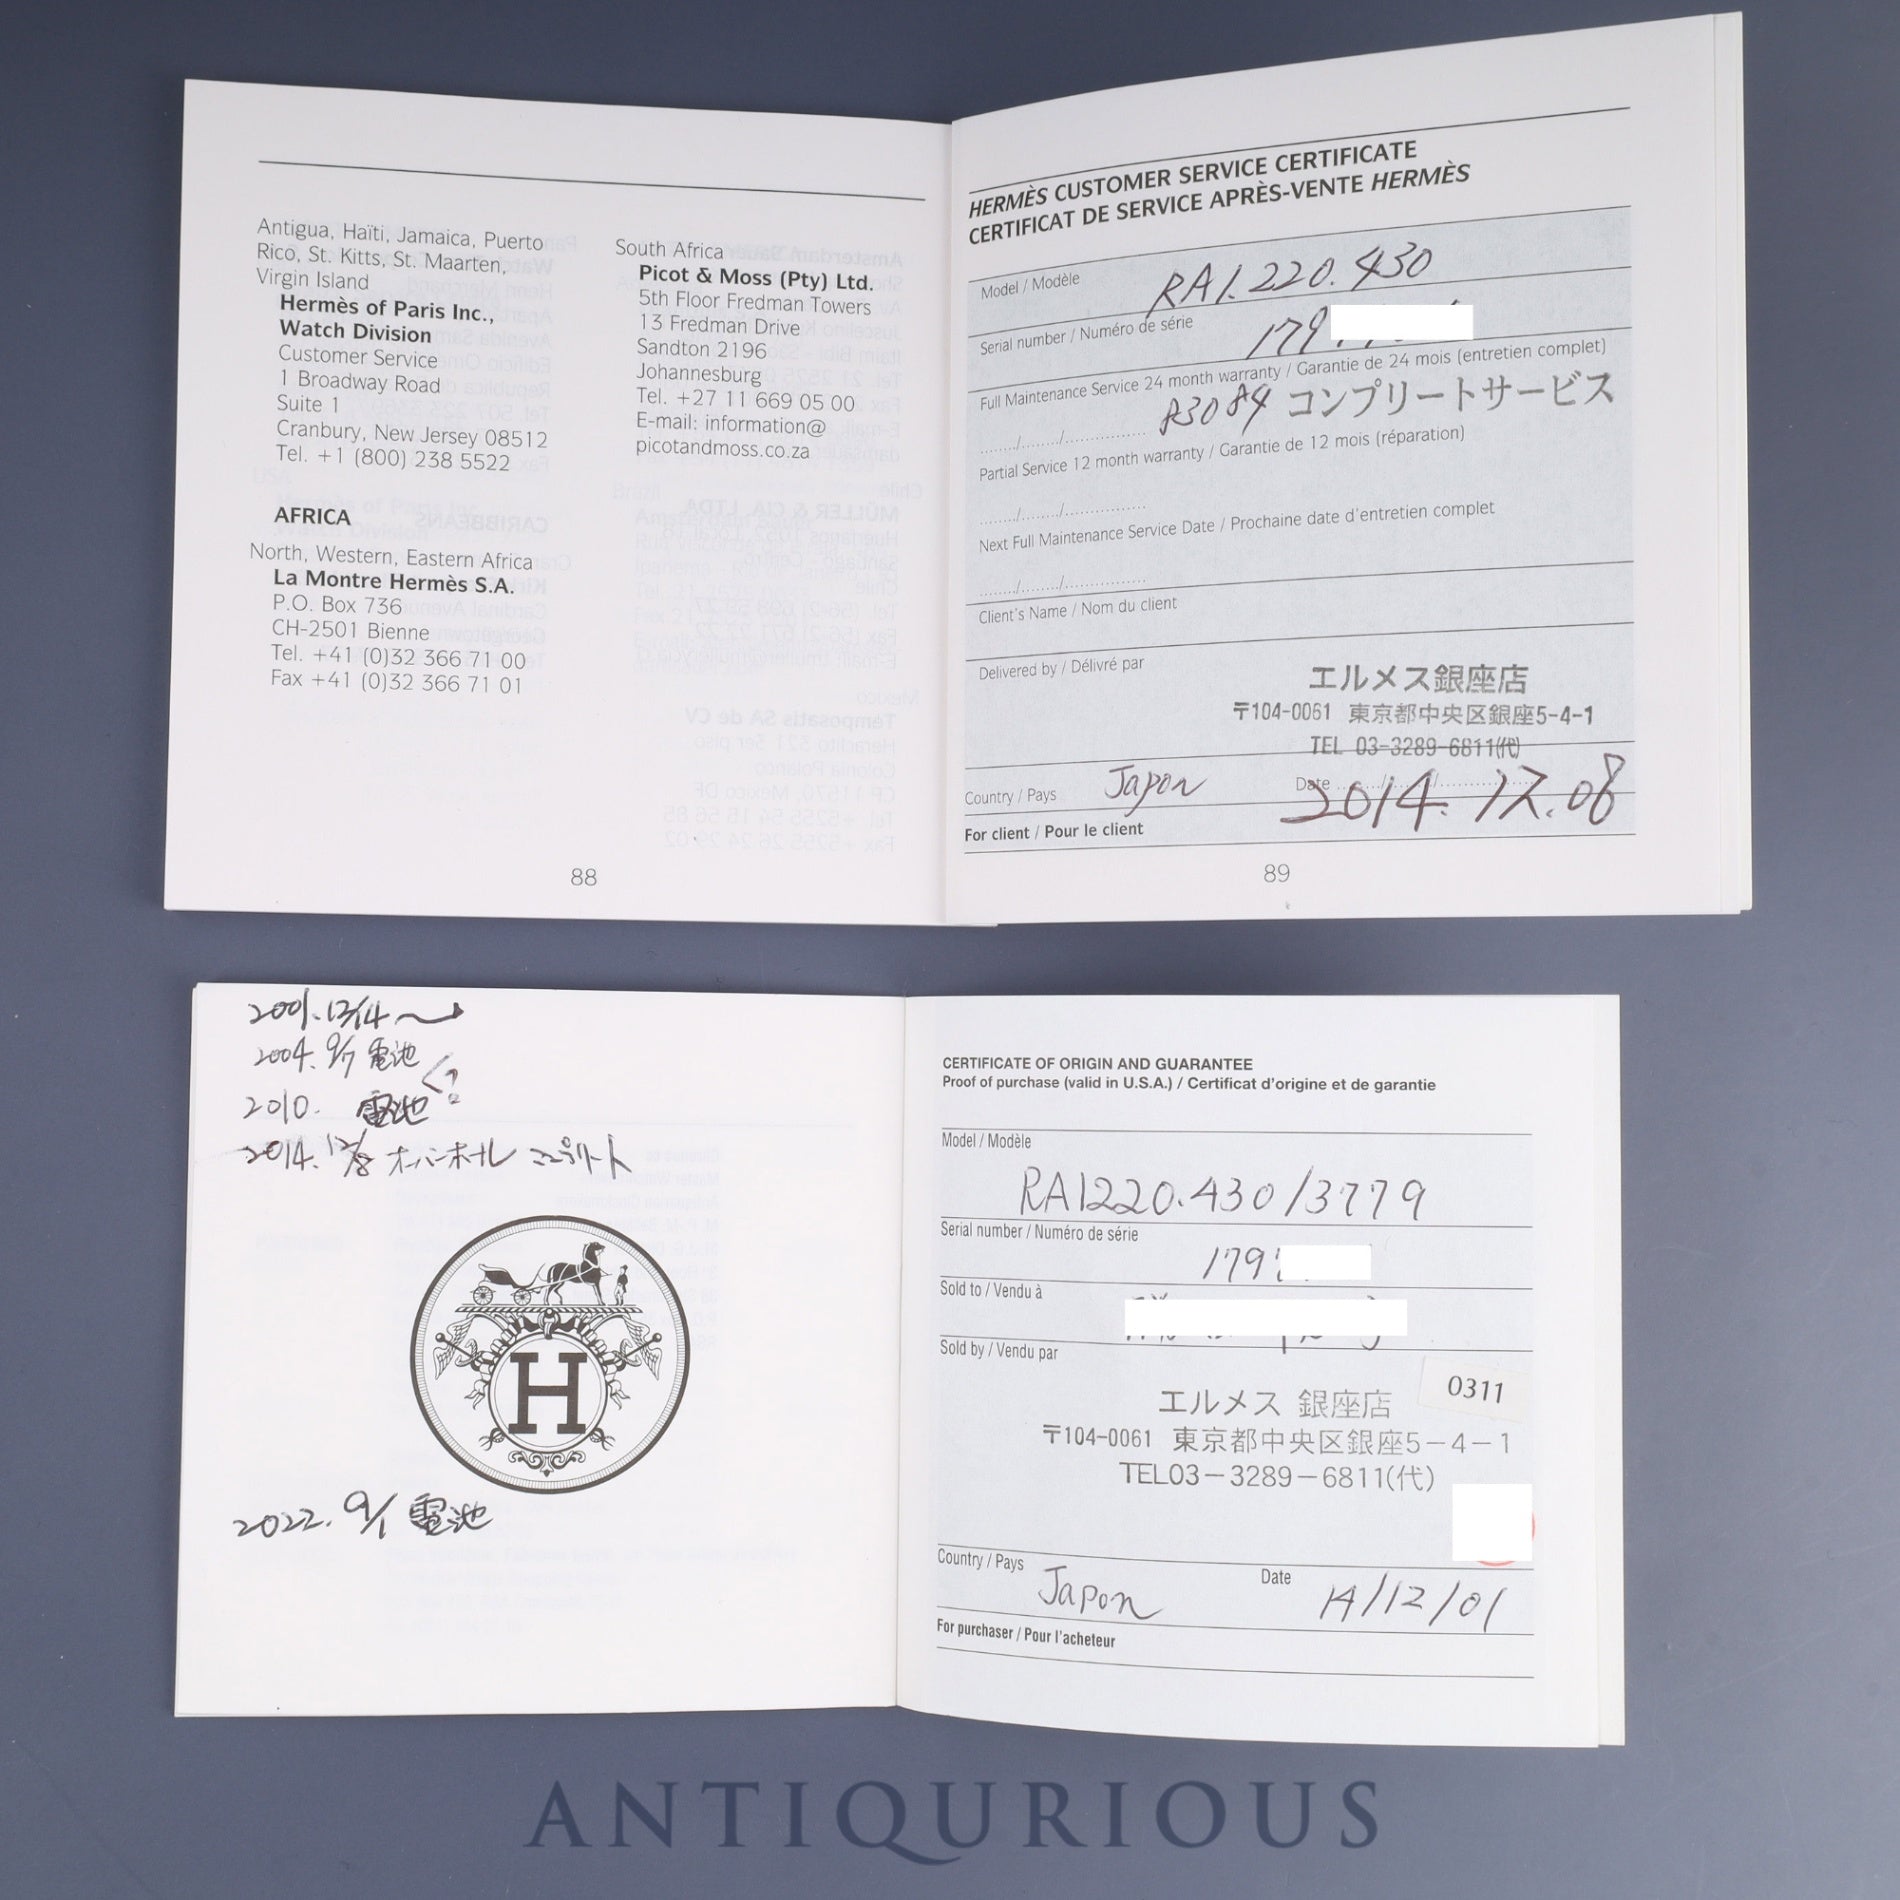 Antigua, Haïti, Jamaica, Puerto
Rico, St. Kitts, St. Maarten,
Virgin Island
Hermès of Paris Inc.,
Watch Division
Customer Service
1 Broadway Road
Suite 1
Cranbury, New Jersey 08512
Tel. +1 (800) 238 5522
AFRICA
North, Western, Eastern Africa
La Montre Hermès S.A.
P.O. Box 736
CH-2501 Bienne
Tel. +41 (0)32 366 71 00
Fax +41 (0)32 366 71 01
South Africa
Picot & Moss (Pty) Ltd.
5th Floor Fredman Towers
13 Fredman Drive
Sandton 2196
Johannesburg
Tel. +27 11 669 05 00
E-mail: information@
picotandmoss.co.za
88
HERMÈS CUSTOMER SERVICE CERTIFICATE
CERTIFICAT DE SERVICE APRÈS-VENTE HERMÈS
Model / Modèle RA1.220.430
Serial number / Numéro de série 179
Full Maintenance Service 24 month warranty / Garantie de 24 mois (entretien complet)
......../......../................ R3084 コンプリートサービス
Partial Service 12 month warranty / Garantie de 12 mois (réparation)
......../......../................
Next Full Maintenance Service Date / Prochaine date d'entretien complet
......../......../................
Client's Name / Nom du client
Delivered by / Délivré par
エルメス銀座店
〒104-0061 東京都中央区銀座5-4-1
TEL 03-3289-6811(代)
Country / Pays Japon Date 2014.12.08
For client / Pour le client
89
2001.12/14
2004.9/7 電池
2010. 電池
2014.12/8 オーバーホール コンプリート
H
2022.9/1 電池
CERTIFICATE OF ORIGIN AND GUARANTEE
Proof of purchase (valid in U.S.A.) / Certificat d'origine et de garantie
Model / Modèle
RA1220.430/3779
Serial number / Numéro de série
179
Sold to / Vendu à
Sold by / Vendu par
0311
エルメス 銀座店
〒104-0061 東京都中央区銀座5－4－1
TEL03－3289－6811(代)
Country / Pays Japon Date 14/12/01
For purchaser / Pour l'acheteur
ANTIQURIOUS